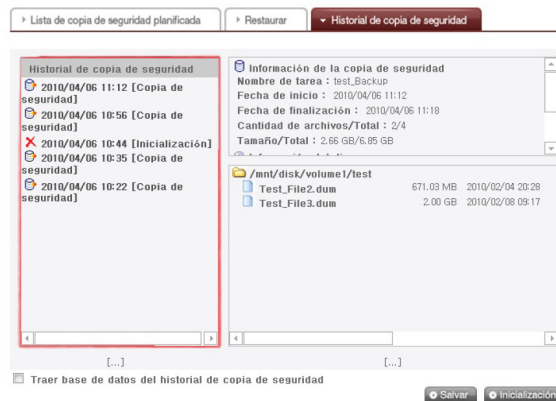 Lista de copia de seguridad planificada
Restaurar
Historial de copia de seguridad
Historial de copia de seguridad
2010/04/06 11:12 [Copia de
seguridad]
2010/04/06 10:56 [Copia de
seguridad]
2010/04/06 10:44 [Inicialización]
2010/04/06 10:35 [Copia de
seguridad]
2010/04/06 10:22 [Copia de
seguridad]
Información de la copia de seguridad
Nombre de tarea : test_Backup
Fecha de inicio : 2010/04/06 11:12
Fecha de finalización : 2010/04/06 11:18
Cantidad de archivos/Total : 2/4
Tamaño/Total : 2.66 GB/6.85 GB
/mnt/disk/volume1/test
Test_File2.dum 671.03 MB 2010/02/04 20:28
Test_File3.dum 2.00 GB 2010/02/08 09:17
[...]
[...]
Traer base de datos del historial de copia de seguridad
Salvar
Inicialización